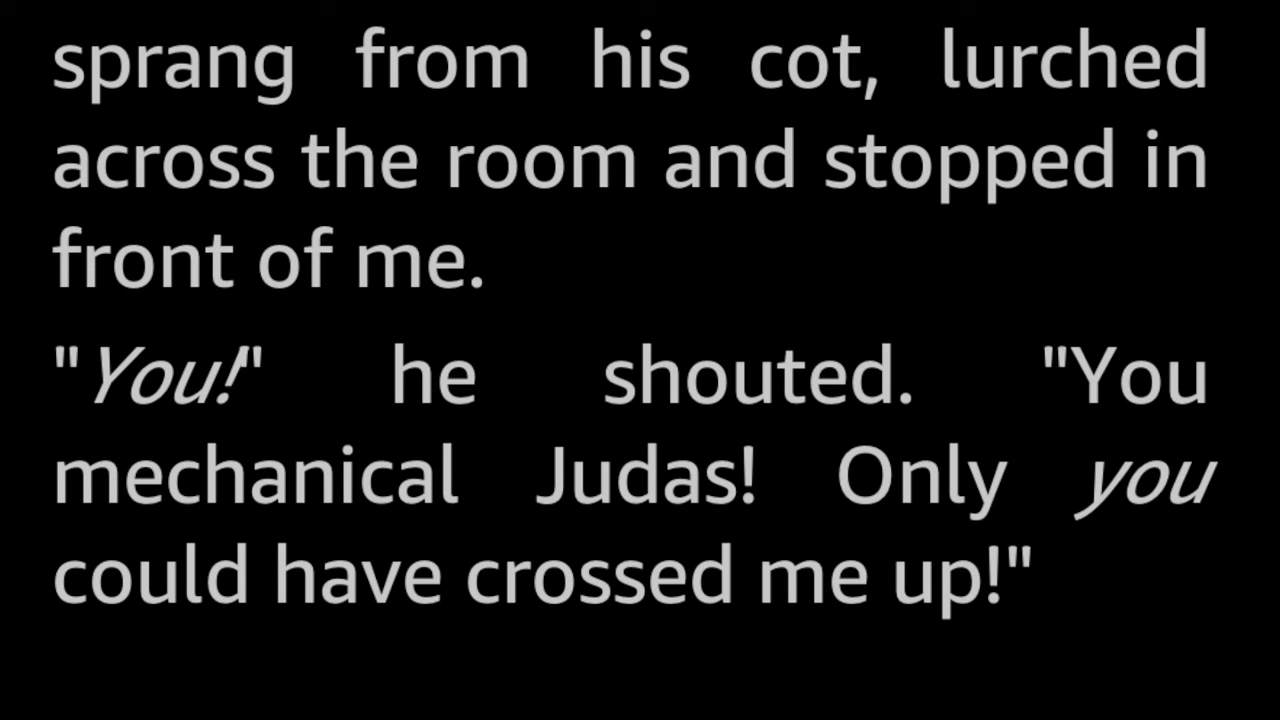 sprang from his cot, lurched
across the room and stopped in
front of me.
"You!" he shouted. "You
mechanical Judas! Only you
could have crossed me up!"